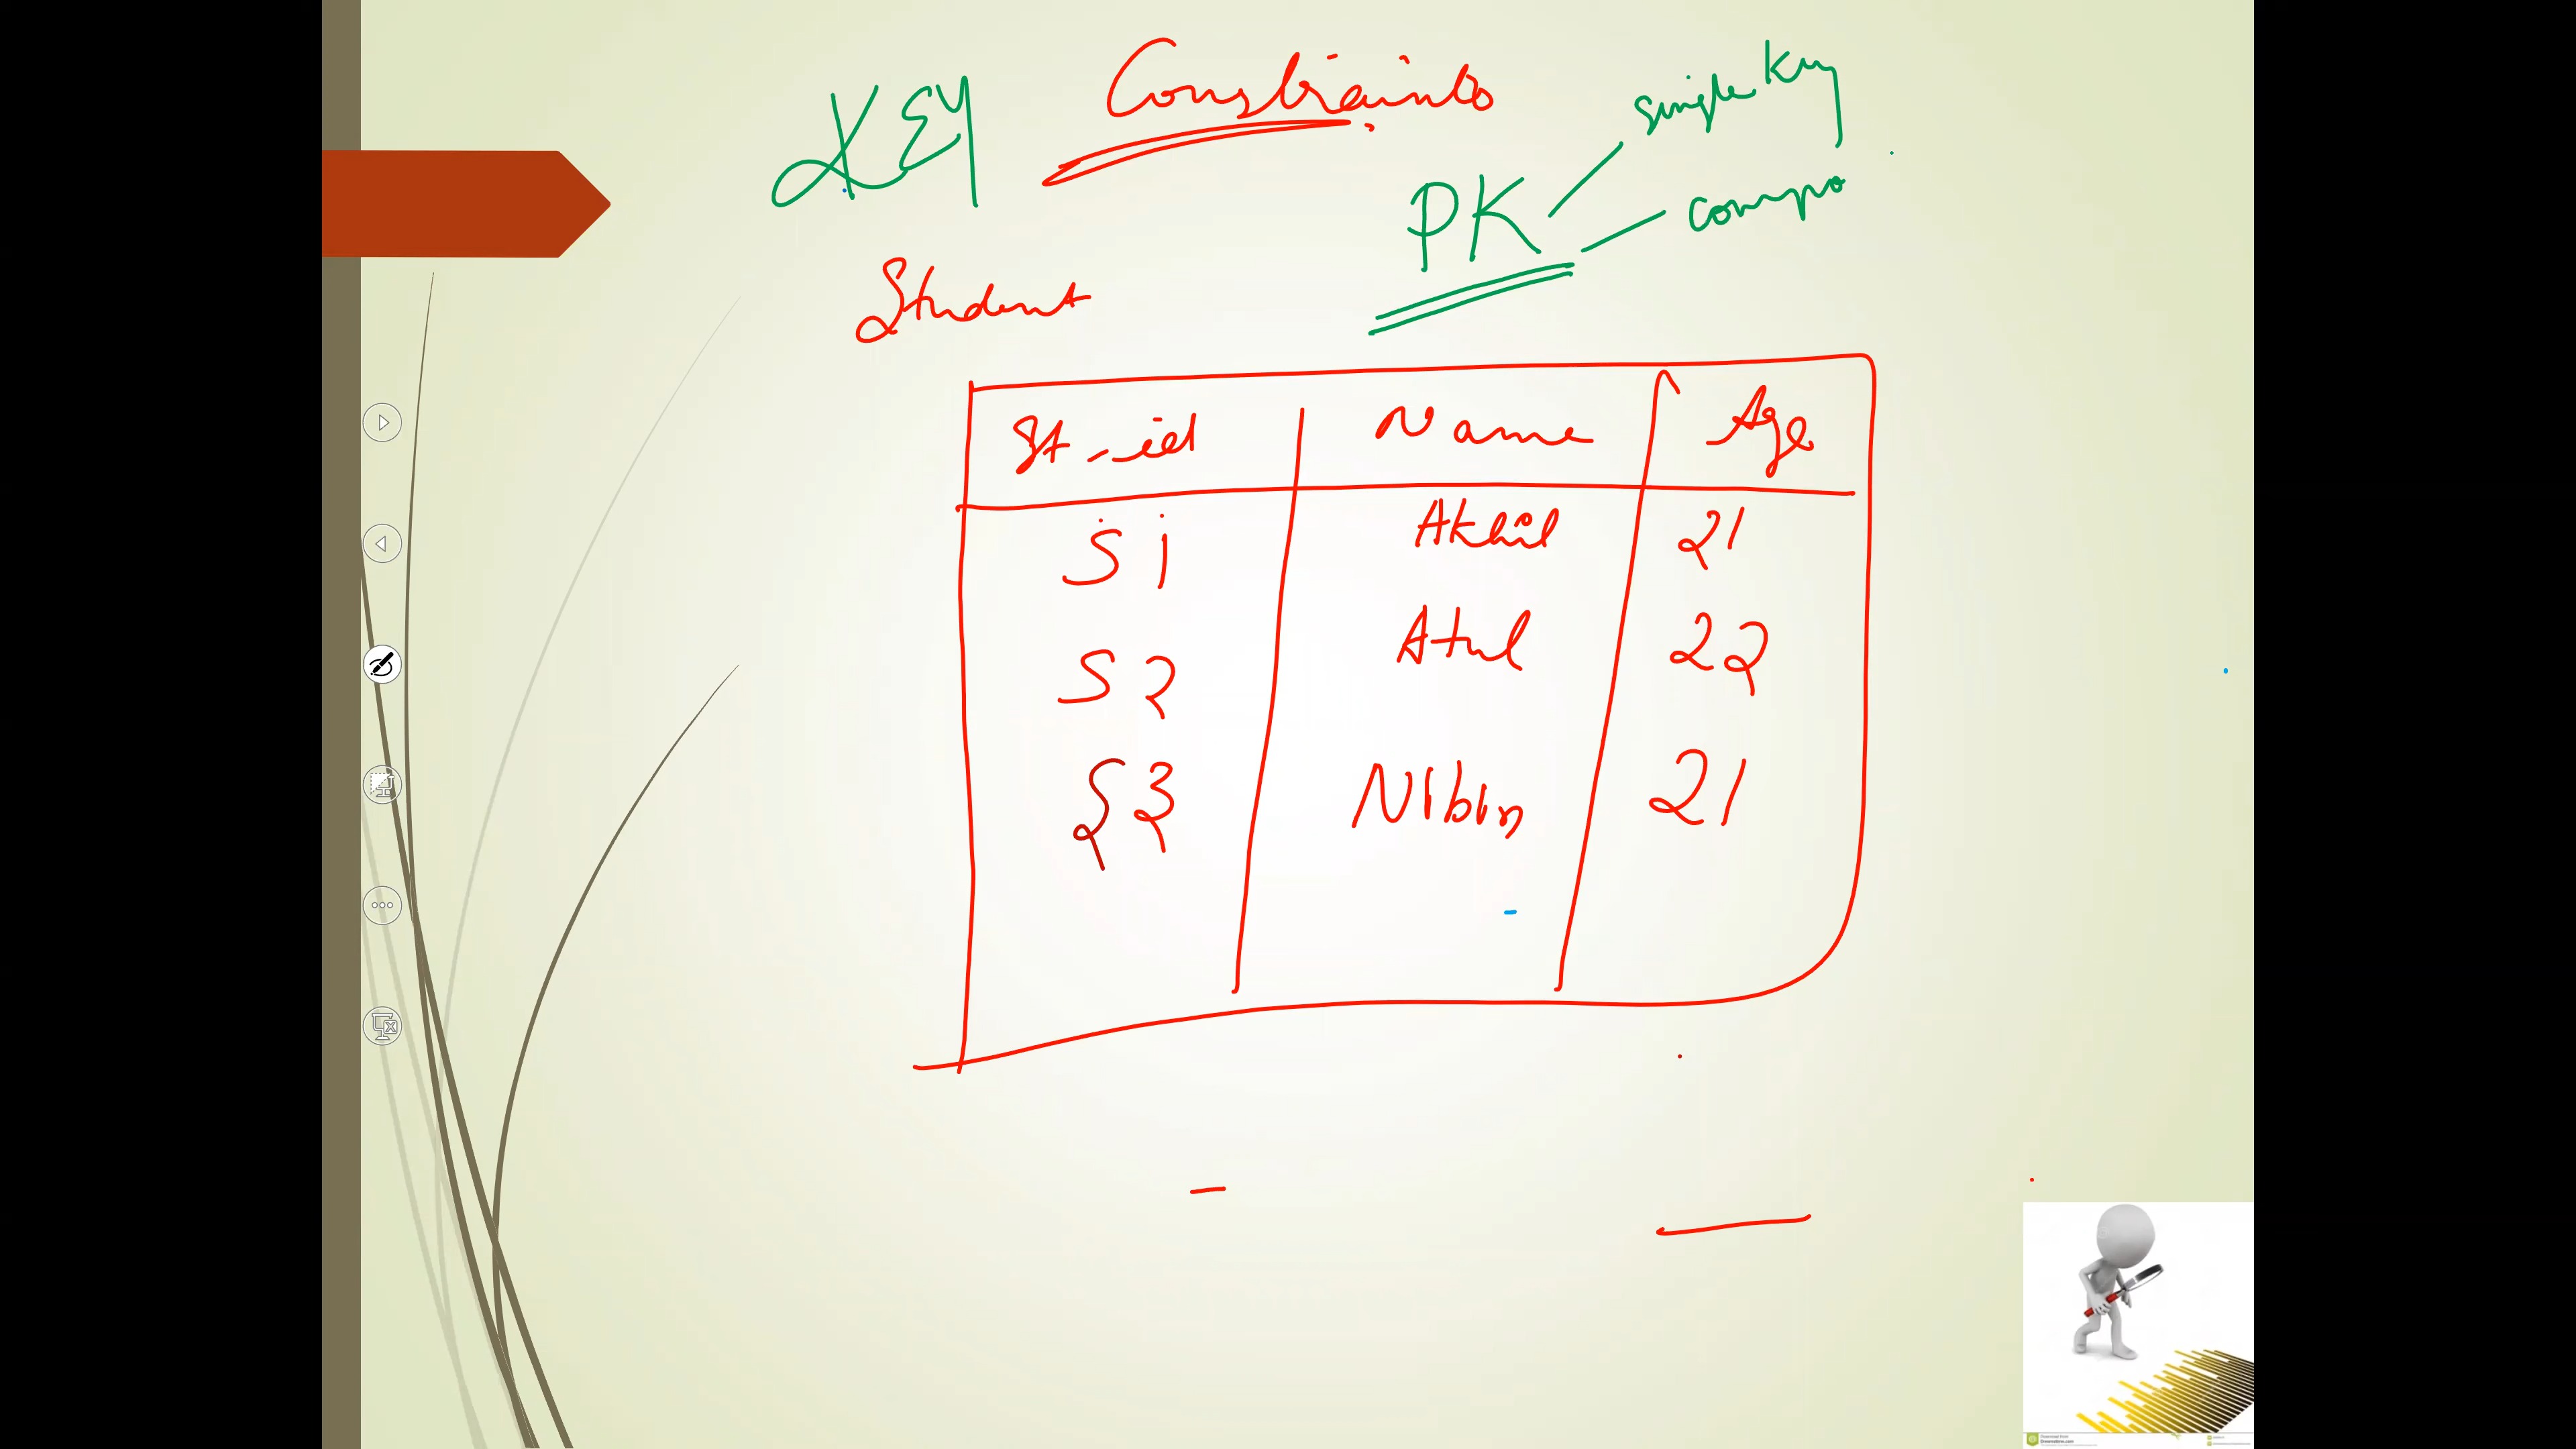 KEY Constraints
single Key
PK
compo
Student
St_id Name Age
S1 Akhil 21
S2 Atul 22
S3 NIbin 21